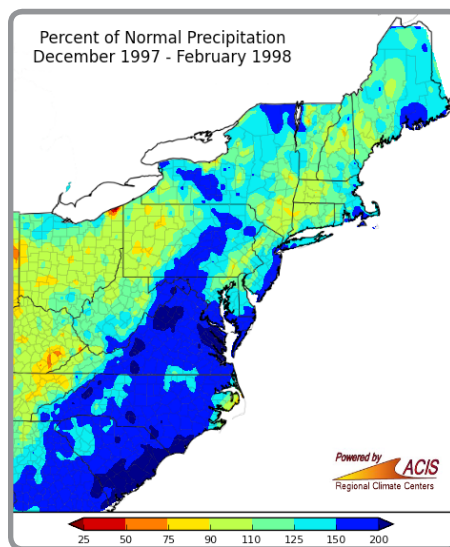 Percent of Normal Precipitation
December 1997 - February 1998
Powered by
ACIS
Regional Climate Centers
25 50 75 90 110 125 150 200